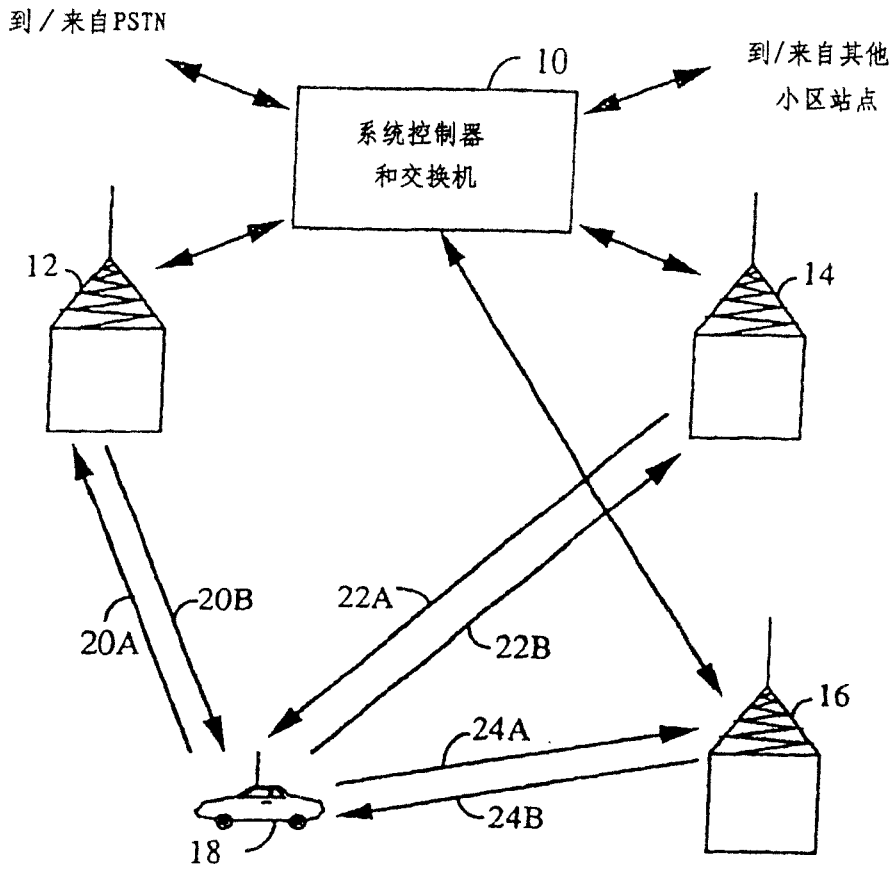 到/来自PSTN
10
到/来自其他
小区站点
系统控制器
和交换机
12
14
20B
20A
22A
22B
16
24A
24B
18